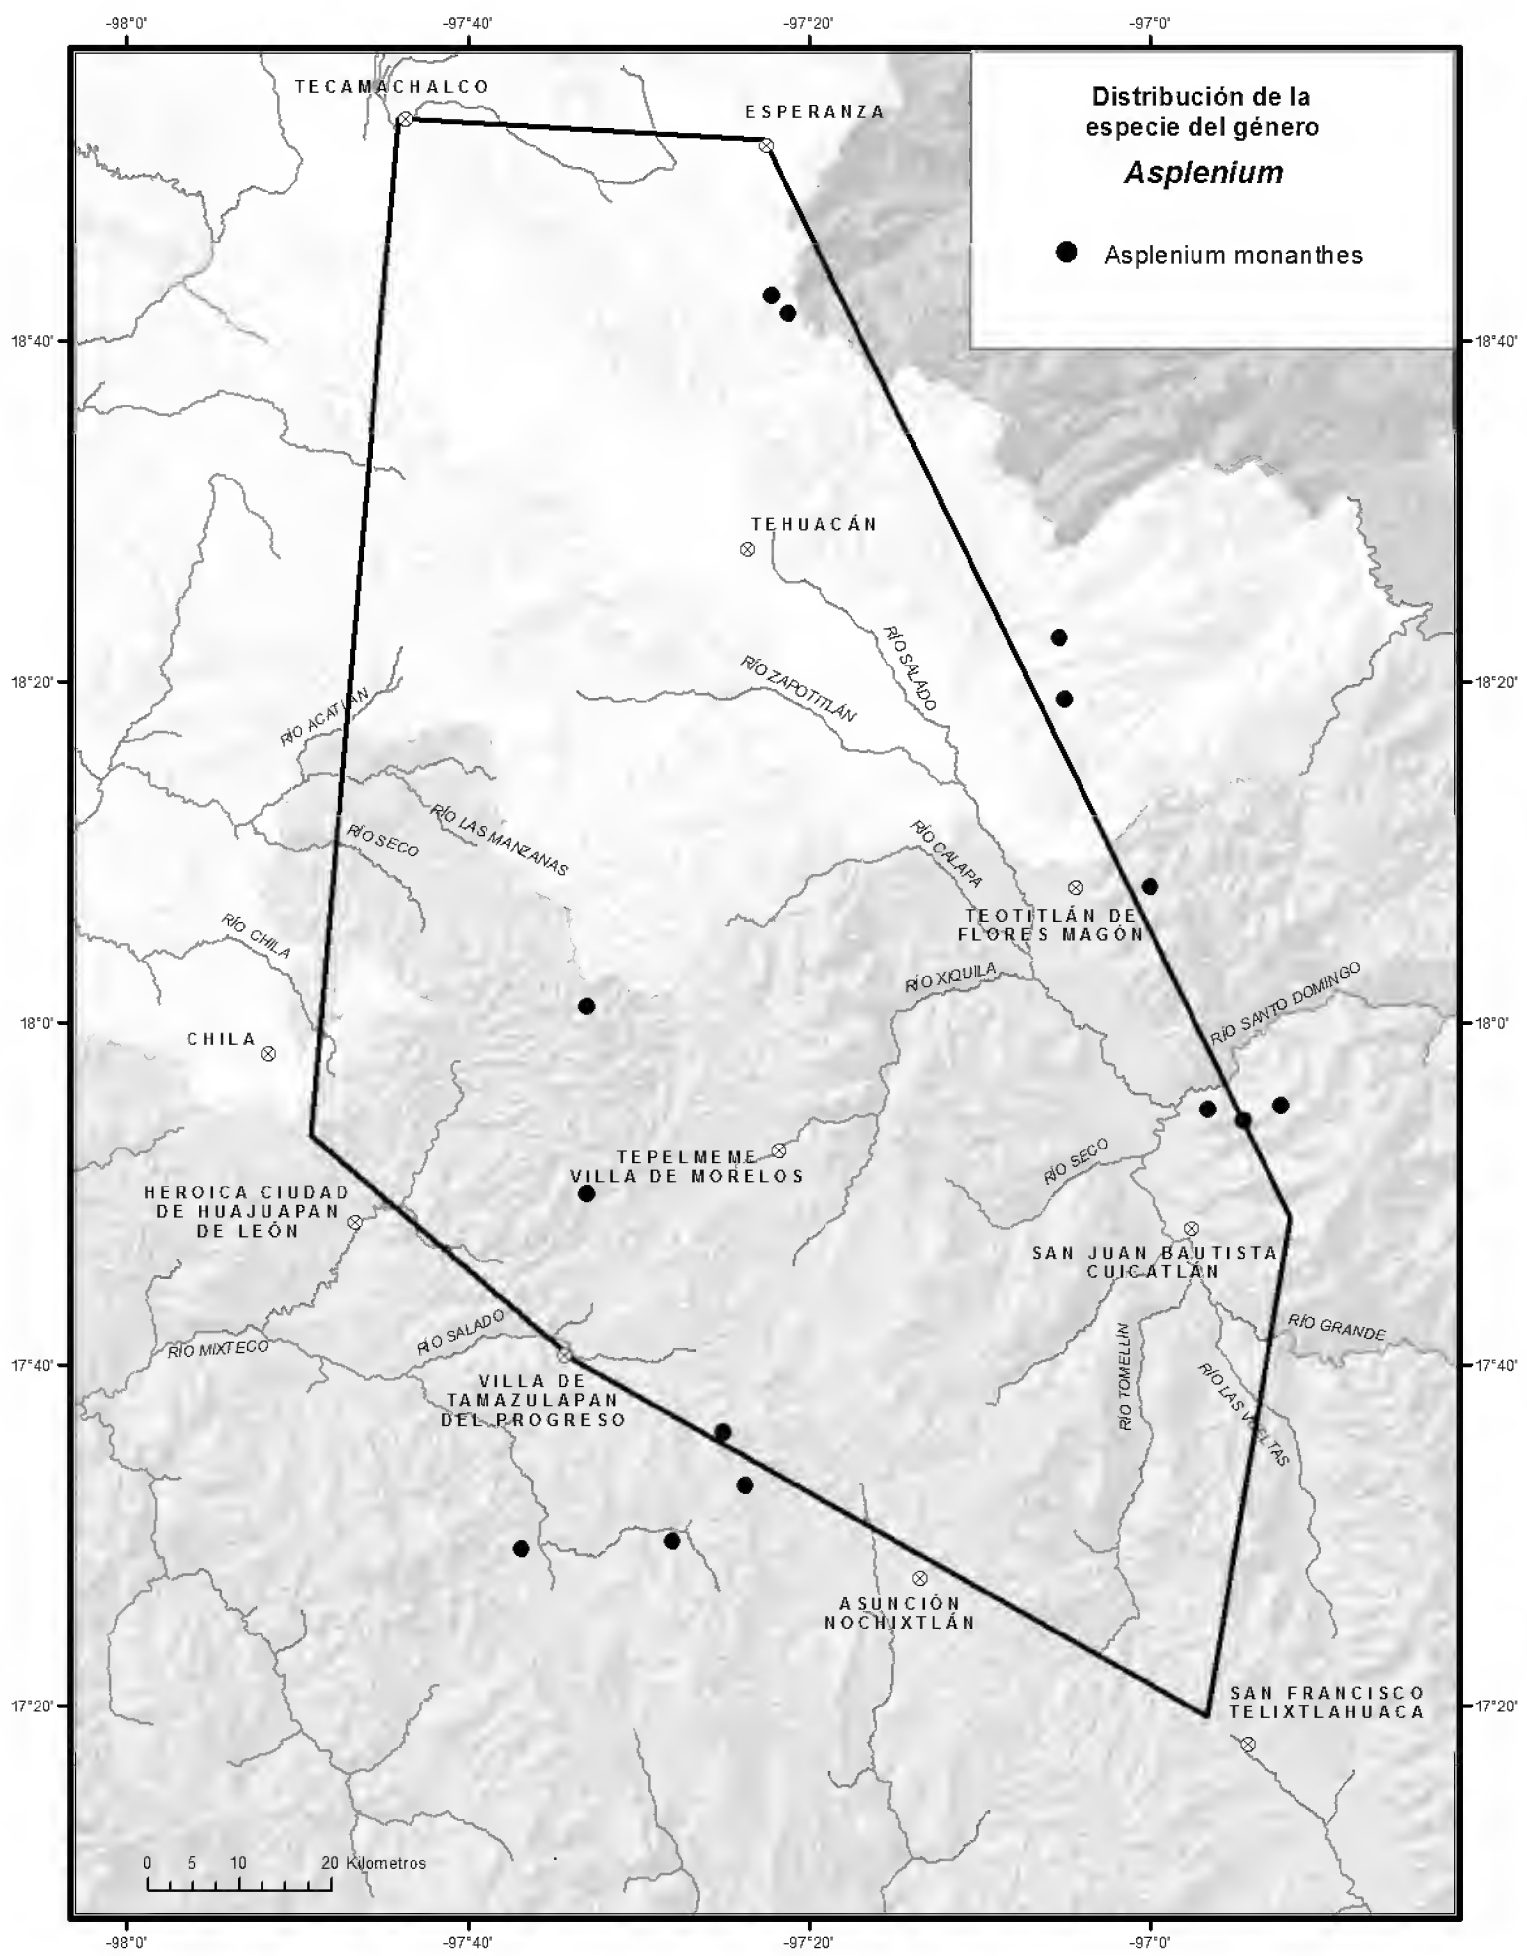 -98°0' -97°40' -97°20' -97°0'
Distribución de la
especie del género
Asplenium
Asplenium monanthes
TECAMACHALCO
ESPERANZA
18°40' 18°40'
TEHUACÁN
RÍO SALADO
RÍO ZAPOTITLÁN
18°20' 18°20'
RÍO ACATLÁN
RÍO LAS MANZANAS
RÍO SECO
RÍO CALAPA
TEOTITLÁN DE
FLORES MAGÓN
RÍO CHILA
RÍO XIQUILA
RÍO SANTO DOMINGO
18°0' 18°0'
CHILA
TEPELMEME
VILLA DE MORELOS
RÍO SECO
HEROICA CIUDAD
DE HUAJUAPAN
DE LEÓN
SAN JUAN BAUTISTA
CUICATLÁN
RÍO SALADO
RÍO MIXTECO
RÍO GRANDE
17°40' 17°40'
RÍO TOMELLIN
RÍO LAS VUELTAS
VILLA DE
TAMAZULAPAN
DEL PROGRESO
ASUNCIÓN
NOCHIXTLÁN
SAN FRANCISCO
TELIXTLAHUACA
17°20' 17°20'
0 5 10 20 Kilometros
-98°0' -97°40' -97°20' -97°0'